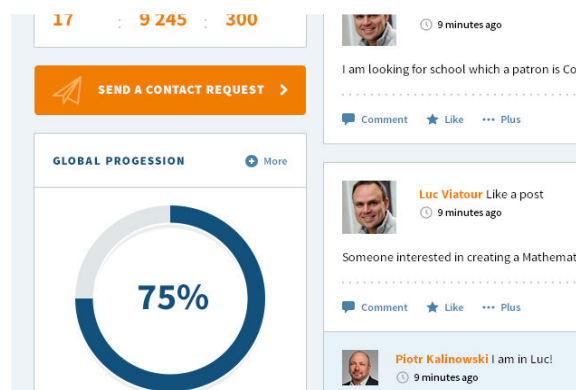 17 : 9 245 : 300
SEND A CONTACT REQUEST
GLOBAL PROGESSION
More
75%
9 minutes ago
I am looking for school which a patron is Co
Comment Like Plus
Luc Viatour Like a post
9 minutes ago
Someone interested in creating a Mathemat
Comment Like Plus
Piotr Kalinowski I am in Luc!
9 minutes ago